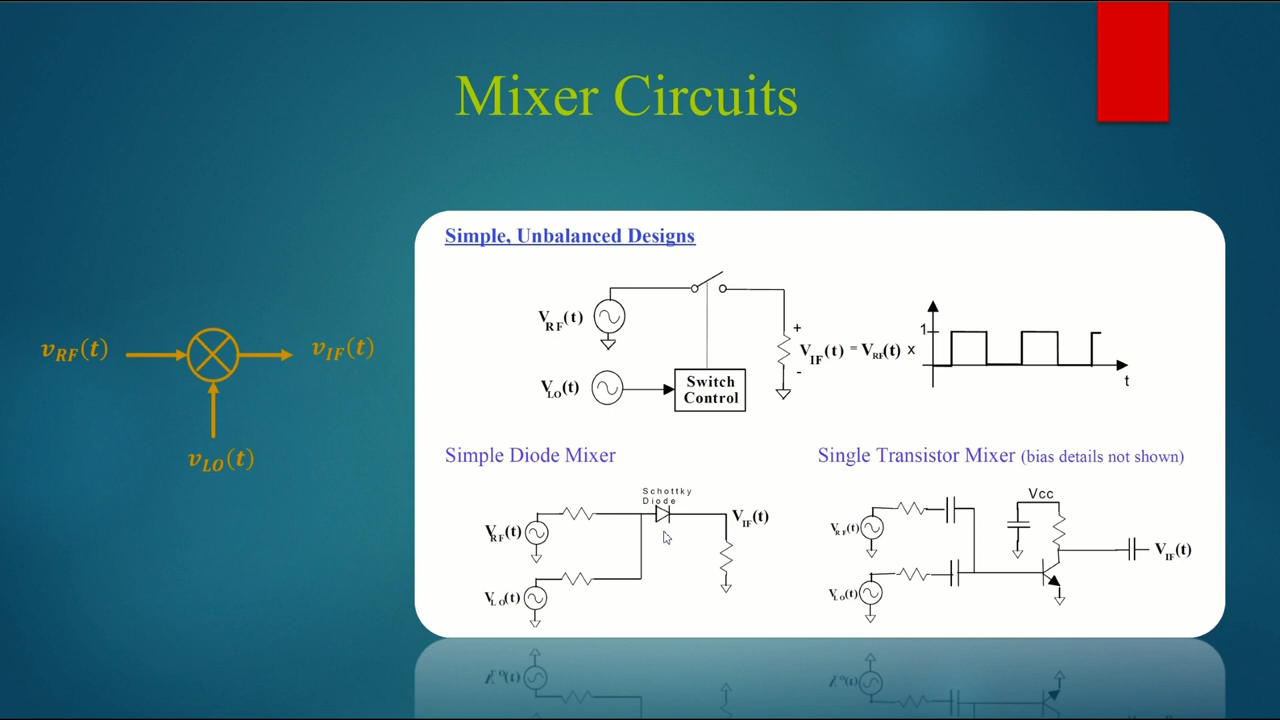 Mixer Circuits
Simple, Unbalanced Designs
V_RF(t)
V_LO(t)
Switch
Control
+
-
V_IF(t) = V_RF(t) x
1
t
v_RF(t)
v_IF(t)
v_LO(t)
Simple Diode Mixer
Schottky
Diode
V_RF(t)
V_IF(t)
V_LO(t)
Single Transistor Mixer (bias details not shown)
Vcc
V_RF(t)
V_IF(t)
V_LO(t)